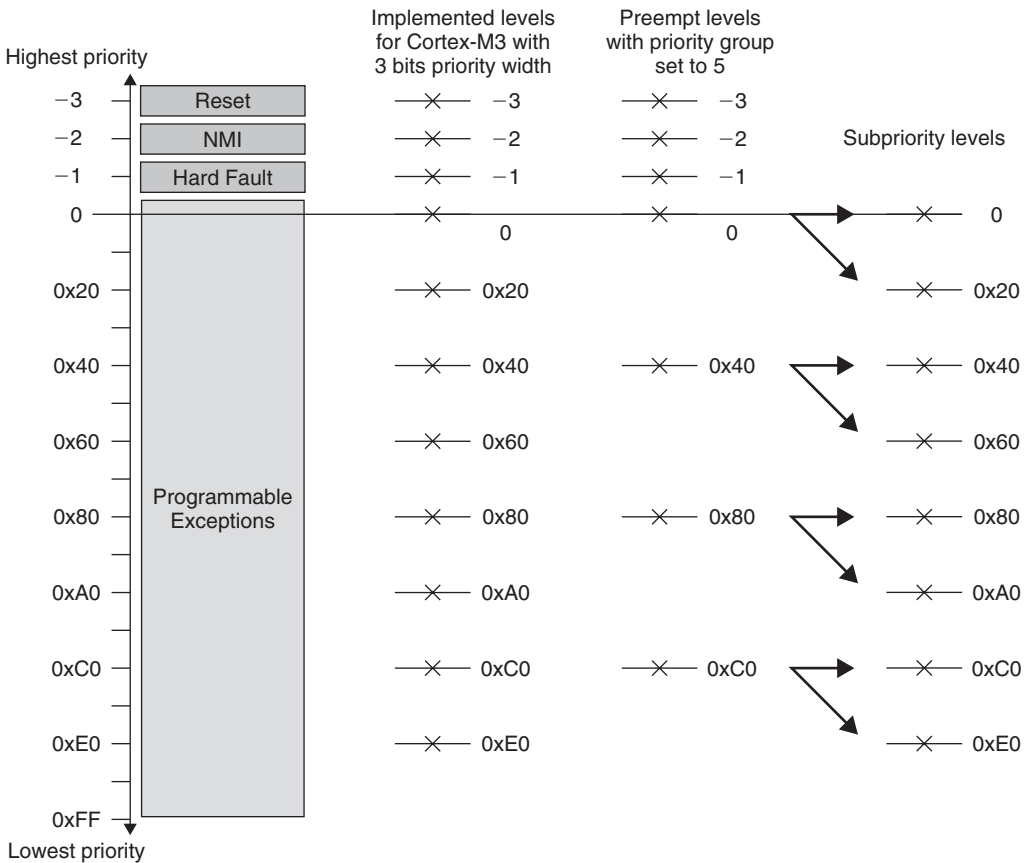 Implemented levels
for Cortex-M3 with
3 bits priority width
Preempt levels
with priority group
set to 5
Highest priority
−3 Reset −3 −3
−2 NMI −2 −2 Subpriority levels
−1 Hard Fault −1 −1
0 0
0 0
0x20 0x20 0x20
0x40 0x40 0x40 0x40
0x60 0x60 0x60
Programmable
Exceptions
0x80 0x80 0x80 0x80
0xA0 0xA0 0xA0
0xC0 0xC0 0xC0 0xC0
0xE0 0xE0 0xE0
0xFF
Lowest priority